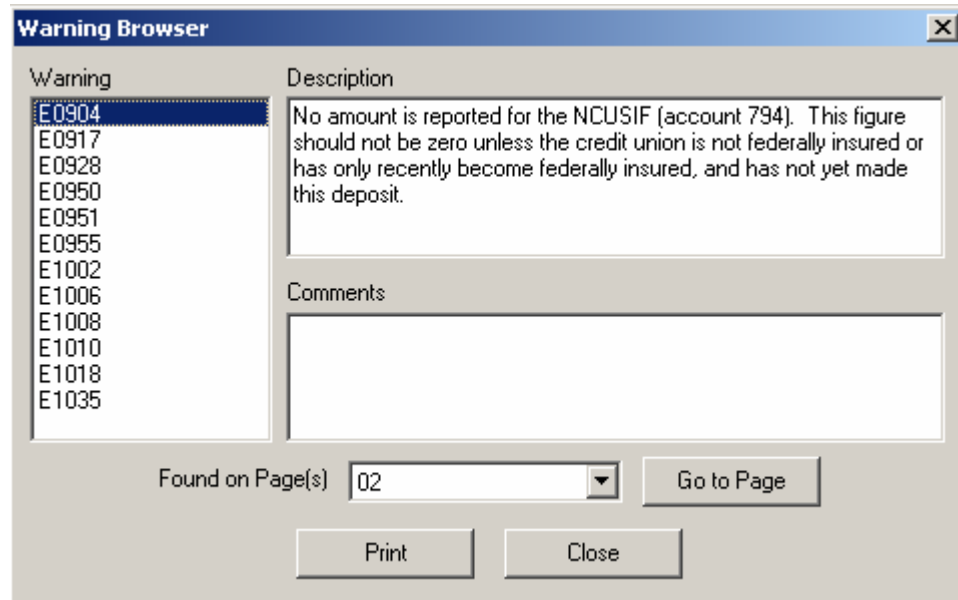 Warning Browser
Warning
E0904
E0917
E0928
E0950
E0951
E0955
E1002
E1006
E1008
E1010
E1018
E1035
Description
No amount is reported for the NCUSIF (account 794).  This figure
should not be zero unless the credit union is not federally insured or
has only recently become federally insured, and has not yet made
this deposit.
Comments
Found on Page(s)
02
Go to Page
Print
Close